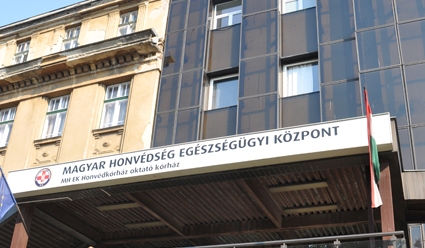 MAGYAR HONVÉDSÉG EGÉSZSÉGÜGYI KÖZPONT
MH EK Honvédkórház oktató kórház